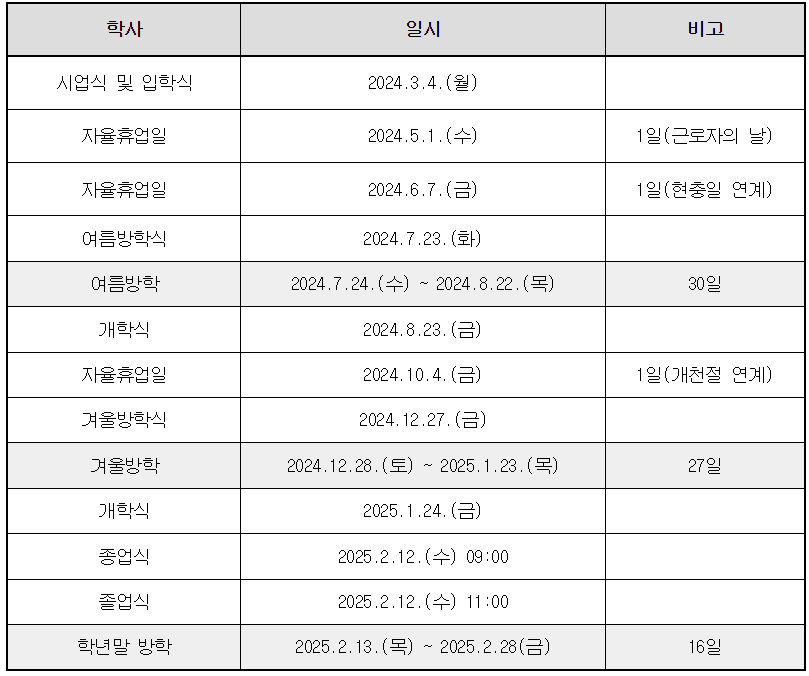 학사 일시 비고
시업식 및 입학식 2024.3.4.(월)
자율휴업일 2024.5.1.(수) 1일(근로자의 날)
자율휴업일 2024.6.7.(금) 1일(현충일 연계)
여름방학식 2024.7.23.(화)
여름방학 2024.7.24.(수) ~ 2024.8.22.(목) 30일
개학식 2024.8.23.(금)
자율휴업일 2024.10.4.(금) 1일(개천절 연계)
겨울방학식 2024.12.27.(금)
겨울방학 2024.12.28.(토) ~ 2025.1.23.(목) 27일
개학식 2025.1.24.(금)
종업식 2025.2.12.(수) 09:00
졸업식 2025.2.12.(수) 11:00
학년말 방학 2025.2.13.(목) ~ 2025.2.28(금) 16일